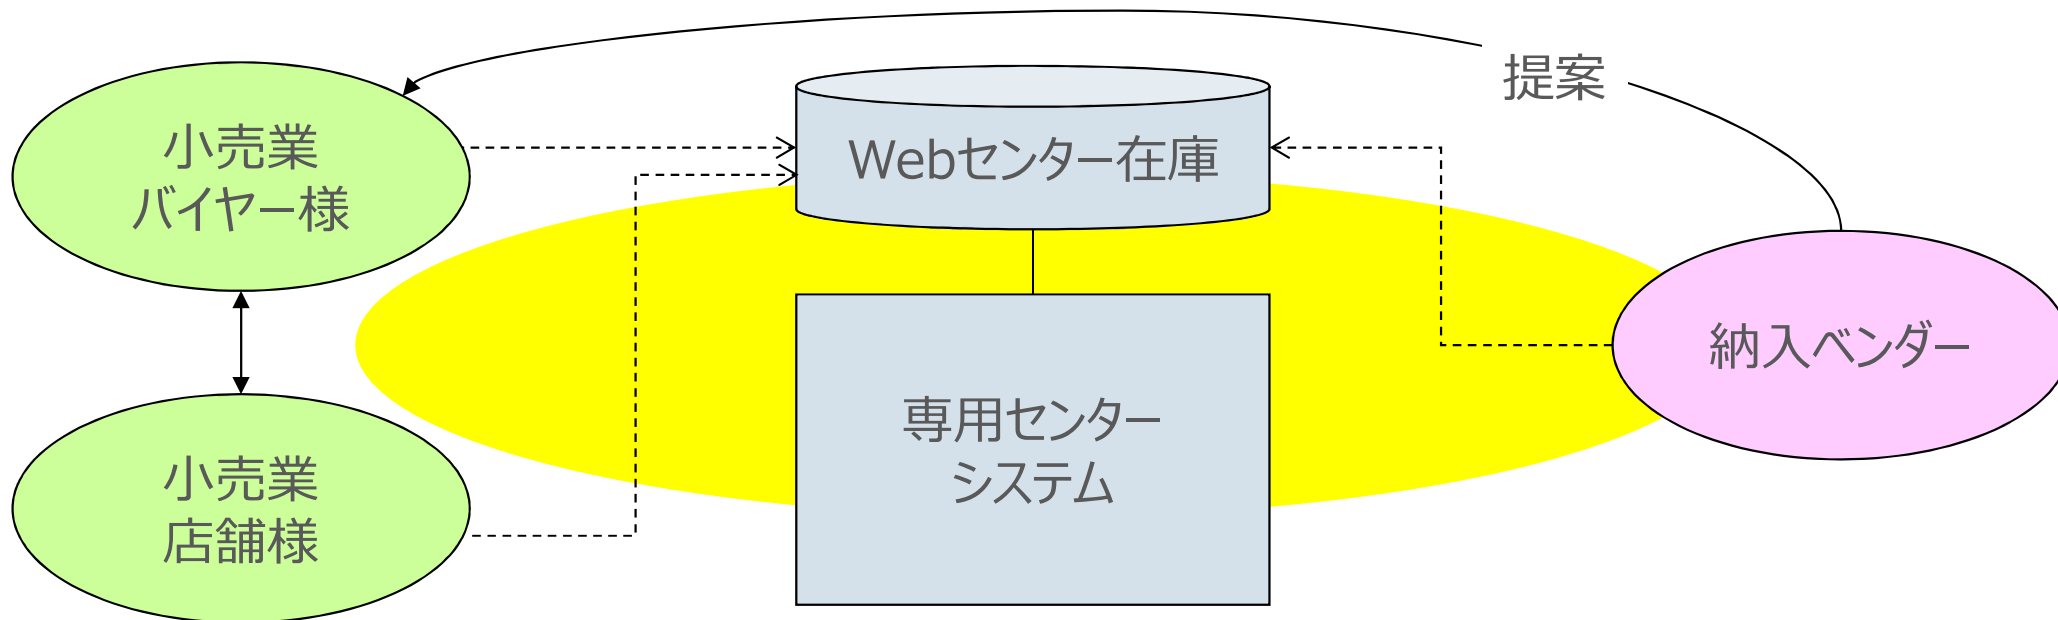 提案
小売業
バイヤー様
Webセンター在庫
納入ベンダー
専用センター
システム
小売業
店舗様